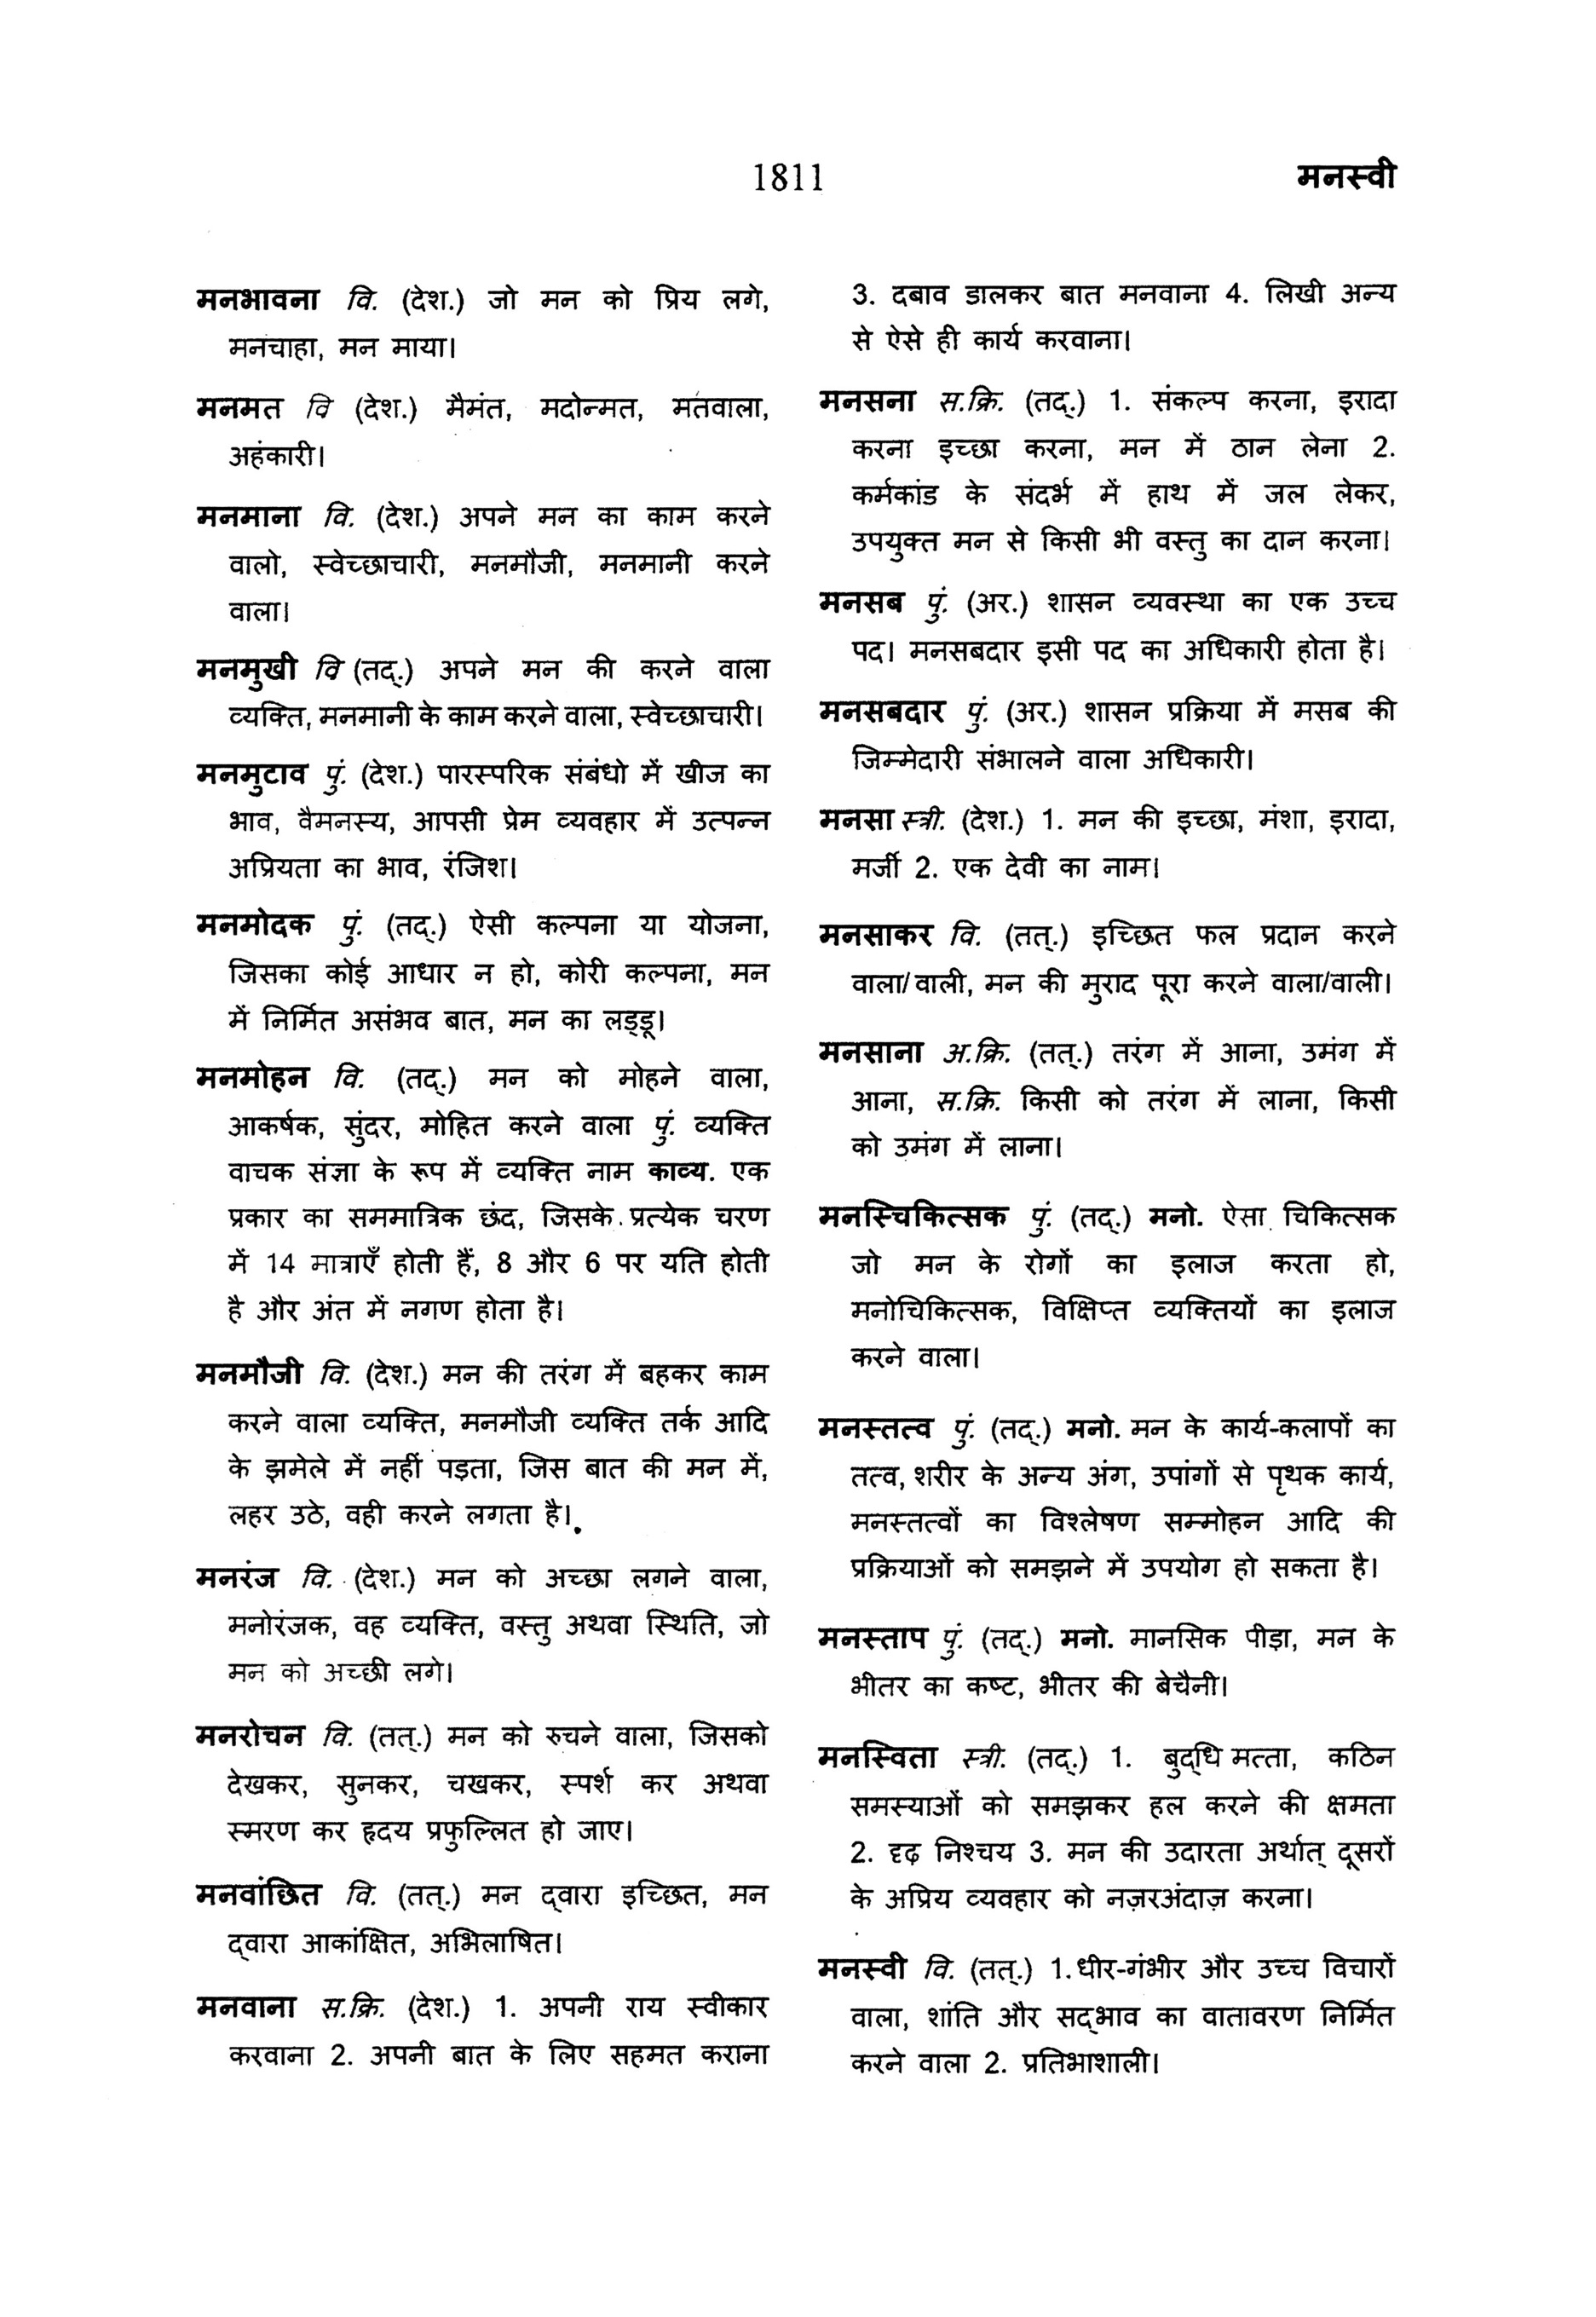 1811
मनस्वी
मनभावना वि. (देश.) जो मन को प्रिय लगे,
मनचाहा, मन माया।
मनमत वि (देश.) मैमंत, मदोन्मत, मतवाला,
अहंकारी।
मनमाना वि. (देश.) अपने मन का काम करने
वालो, स्वेच्छाचारी, मनमौजी, मनमानी करने
वाला।
मनमुखी वि (तद्.) अपने मन की करने वाला
व्यक्ति, मनमानी के काम करने वाला, स्वेच्छाचारी।
मनमुटाव पुं. (देश.) पारस्परिक संबंधो में खीज का
भाव, वैमनस्य, आपसी प्रेम व्यवहार में उत्पन्न
अप्रियता का भाव, रंजिश।
मनमोदक पुं. (तद्.) ऐसी कल्पना या योजना,
जिसका कोई आधार न हो, कोरी कल्पना, मन
में निर्मित असंभव बात, मन का लड्डू।
मनमोहन वि. (तद्.) मन को मोहने वाला,
आकर्षक, सुंदर, मोहित करने वाला पुं. व्यक्ति
वाचक संज्ञा के रूप में व्यक्ति नाम काव्य. एक
प्रकार का सममात्रिक छंद, जिसके प्रत्येक चरण
में 14 मात्राएँ होती हैं, 8 और 6 पर यति होती
है और अंत में नगण होता है।
मनमौजी वि. (देश.) मन की तरंग में बहकर काम
करने वाला व्यक्ति, मनमौजी व्यक्ति तर्क आदि
के झमेले में नहीं पड़ता, जिस बात की मन में,
लहर उठे, वही करने लगता है।
मनरंज वि. (देश.) मन को अच्छा लगने वाला,
मनोरंजक, वह व्यक्ति, वस्तु अथवा स्थिति, जो
मन को अच्छी लगे।
मनरोचन वि. (तत्.) मन को रुचने वाला, जिसको
देखकर, सुनकर, चखकर, स्पर्श कर अथवा
स्मरण कर हृदय प्रफुल्लित हो जाए।
मनवांछित वि. (तत्.) मन द्वारा इच्छित, मन
द्वारा आकांक्षित, अभिलाषित।
मनवाना स.क्रि. (देश.) 1. अपनी राय स्वीकार
करवाना 2. अपनी बात के लिए सहमत कराना
3. दबाव डालकर बात मनवाना 4. लिखी अन्य
से ऐसे ही कार्य करवाना।
मनसना स.क्रि. (तद्.) 1. संकल्प करना, इरादा
करना इच्छा करना, मन में ठान लेना 2.
कर्मकांड के संदर्भ में हाथ में जल लेकर,
उपयुक्त मन से किसी भी वस्तु का दान करना।
मनसब पुं. (अर.) शासन व्यवस्था का एक उच्च
पद। मनसबदार इसी पद का अधिकारी होता है।
मनसबदार पुं. (अर.) शासन प्रक्रिया में मसब की
जिम्मेदारी संभालने वाला अधिकारी।
मनसा स्त्री. (देश.) 1. मन की इच्छा, मंशा, इरादा,
मर्जी 2. एक देवी का नाम।
मनसाकर वि. (तत्.) इच्छित फल प्रदान करने
वाला/वाली, मन की मुराद पूरा करने वाला/वाली।
मनसाना अ.क्रि. (तत्.) तरंग में आना, उमंग में
आना, स.क्रि. किसी को तरंग में लाना, किसी
को उमंग में लाना।
मनस्चिकित्सक पुं. (तद्.) मनो. ऐसा चिकित्सक
जो मन के रोगों का इलाज करता हो,
मनोचिकित्सक, विक्षिप्त व्यक्तियों का इलाज
करने वाला।
मनस्तत्व पुं. (तद्.) मनो. मन के कार्य-कलापों का
तत्व, शरीर के अन्य अंग, उपांगों से पृथक कार्य,
मनस्तत्वों का विश्लेषण सम्मोहन आदि की
प्रक्रियाओं को समझने में उपयोग हो सकता है।
मनस्ताप पुं. (तद्.) मनो. मानसिक पीड़ा, मन के
भीतर का कष्ट, भीतर की बेचैनी।
मनस्विता स्त्री. (तद्.) 1. बुद्धि मत्ता, कठिन
समस्याओं को समझकर हल करने की क्षमता
2. दृढ़ निश्चय 3. मन की उदारता अर्थात् दूसरों
के अप्रिय व्यवहार को नज़रअंदाज़ करना।
मनस्वी वि. (तत्.) 1. धीर-गंभीर और उच्च विचारों
वाला, शांति और सद्भाव का वातावरण निर्मित
करने वाला 2. प्रतिभाशाली।